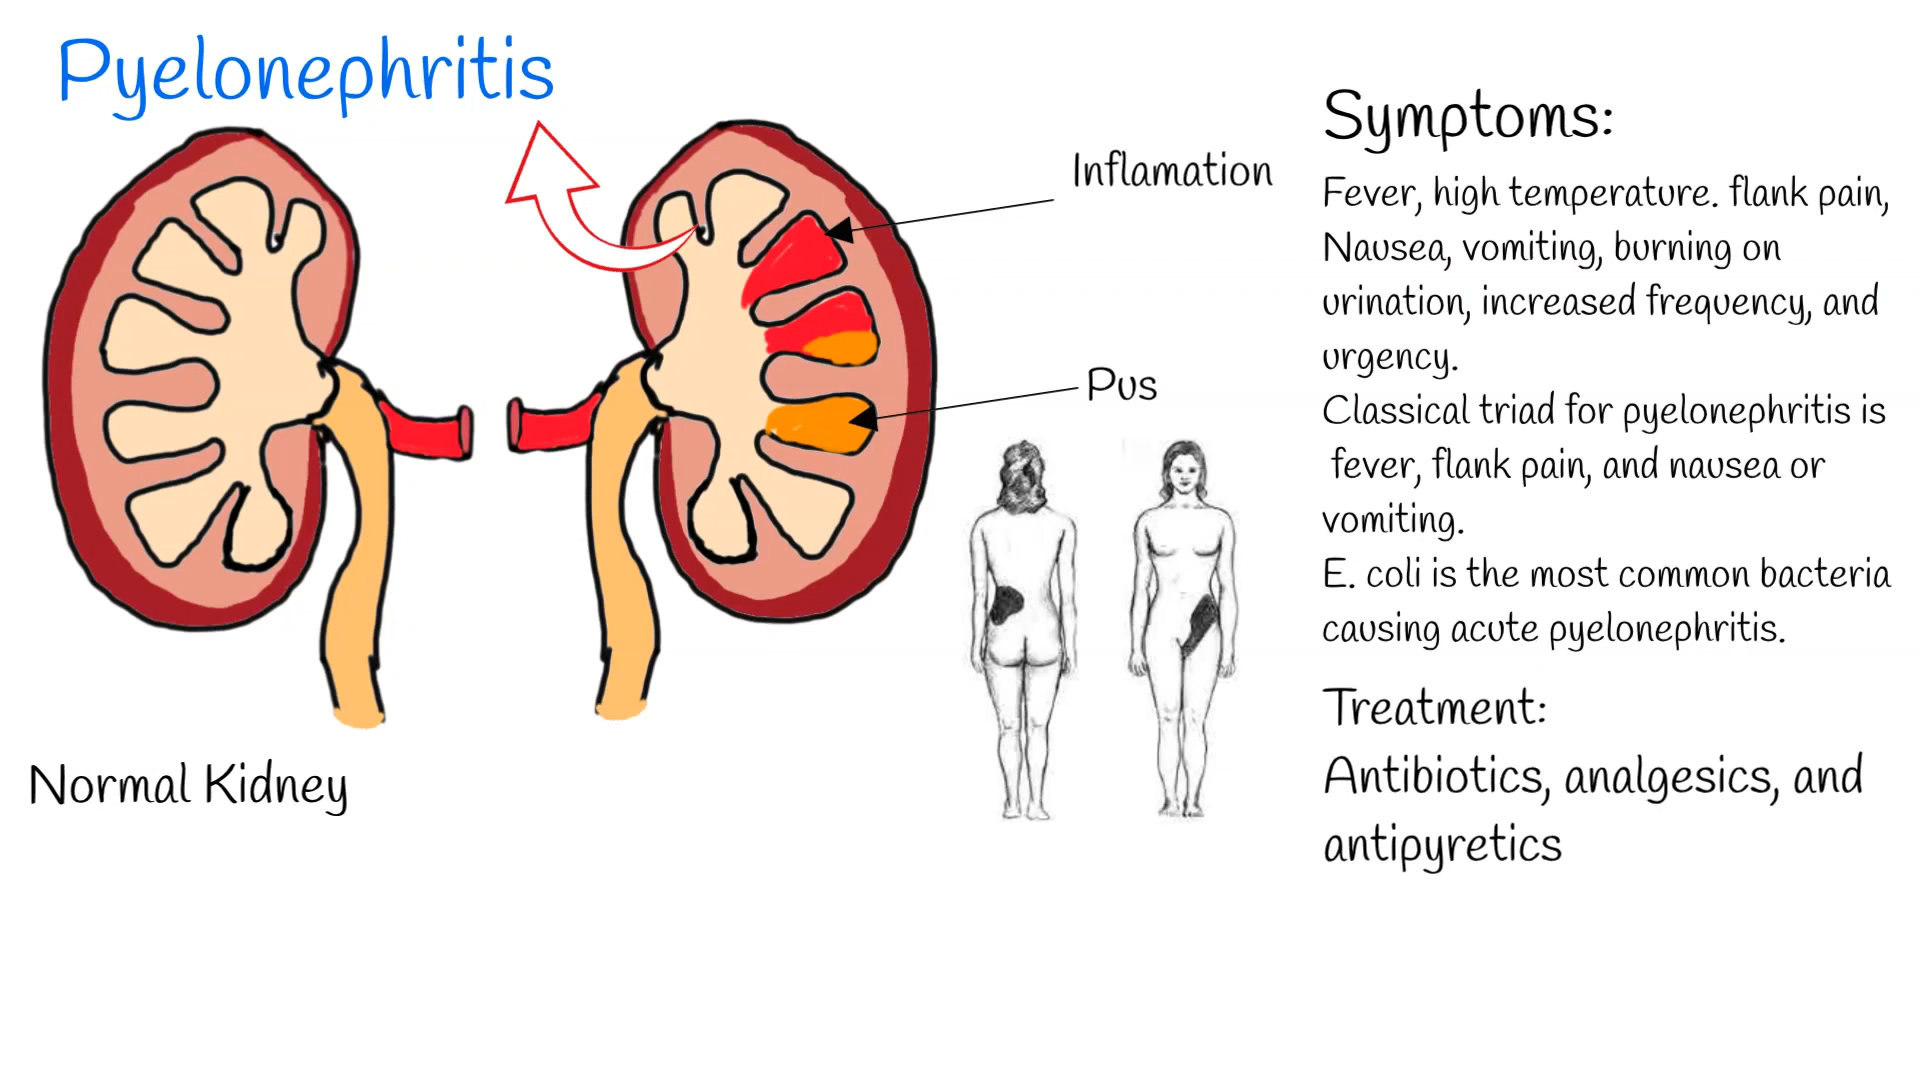 Pyelonephritis
Inflamation
Pus
Normal Kidney
Symptoms:
Fever, high temperature. flank pain,
Nausea, vomiting, burning on
urination, increased frequency, and
urgency.
Classical triad for pyelonephritis is
fever, flank pain, and nausea or
vomiting.
E. coli is the most common bacteria
causing acute pyelonephritis.
Treatment:
Antibiotics, analgesics, and
antipyretics